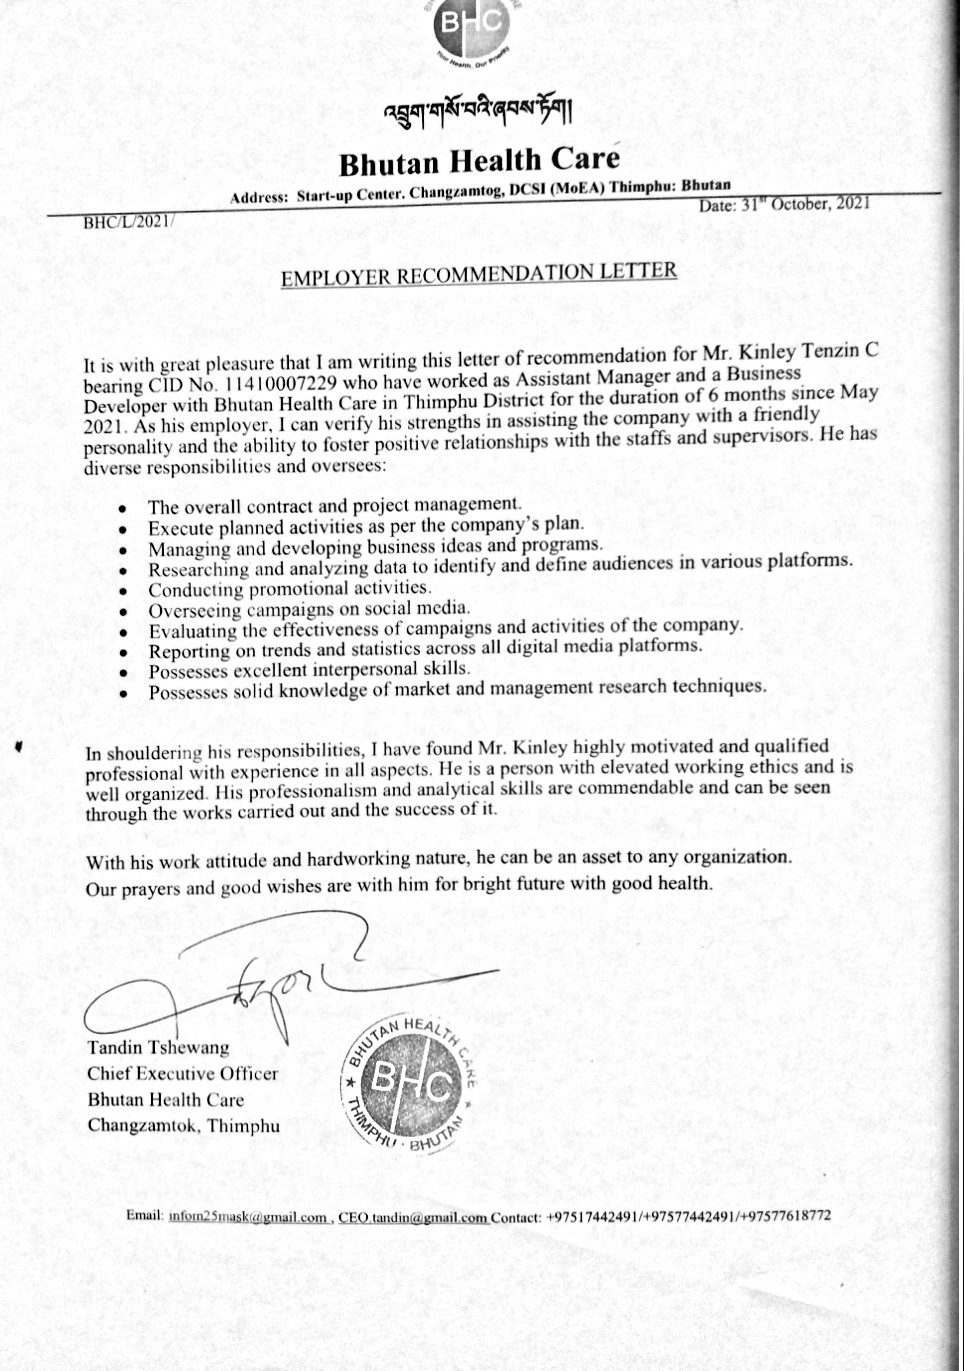 BHC
Your Health, Our Priority
འབྲུག་གསོ་བའི་ཞབས་ཏོག།
Bhutan Health Care
Address: Start-up Center. Changzamtog, DCSI (MoEA) Thimphu: Bhutan
BHC/L/2021/
Date: 31st October, 2021
EMPLOYER RECOMMENDATION LETTER
It is with great pleasure that I am writing this letter of recommendation for Mr. Kinley Tenzin C
bearing CID No. 11410007229 who have worked as Assistant Manager and a Business
Developer with Bhutan Health Care in Thimphu District for the duration of 6 months since May
2021. As his employer, I can verify his strengths in assisting the company with a friendly
personality and the ability to foster positive relationships with the staffs and supervisors. He has
diverse responsibilities and oversees:
• The overall contract and project management.
• Execute planned activities as per the company's plan.
• Managing and developing business ideas and programs.
• Researching and analyzing data to identify and define audiences in various platforms.
• Conducting promotional activities.
• Overseeing campaigns on social media.
• Evaluating the effectiveness of campaigns and activities of the company.
• Reporting on trends and statistics across all digital media platforms.
• Possesses excellent interpersonal skills.
• Possesses solid knowledge of market and management research techniques.
In shouldering his responsibilities, I have found Mr. Kinley highly motivated and qualified
professional with experience in all aspects. He is a person with elevated working ethics and is
well organized. His professionalism and analytical skills are commendable and can be seen
through the works carried out and the success of it.
With his work attitude and hardworking nature, he can be an asset to any organization.
Our prayers and good wishes are with him for bright future with good health.
Tandin Tshewang
Chief Executive Officer
Bhutan Health Care
Changzamtok, Thimphu
BHUTAN HEALTH CARE
BHC
THIMPHU · BHUTAN
Email: inforn25mask@gmail.com , CEO.tandin@gmail.com Contact: +97517442491/+97577442491/+97577618772